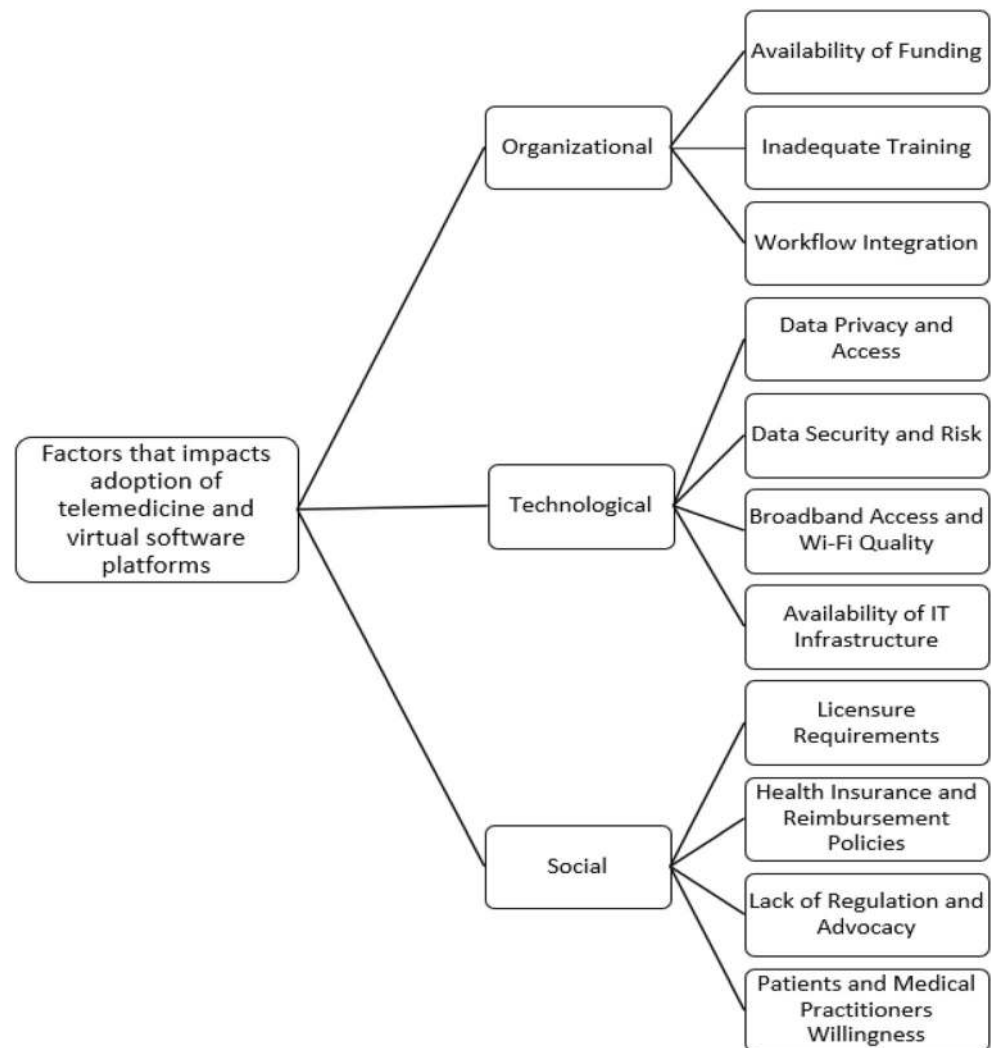 Factors that impacts
adoption of
telemedicine and
virtual software
platforms
Organizational
Availability of Funding
Inadequate Training
Workflow Integration
Technological
Data Privacy and
Access
Data Security and Risk
Broadband Access and
Wi-Fi Quality
Availability of IT
Infrastructure
Social
Licensure
Requirements
Health Insurance and
Reimbursement
Policies
Lack of Regulation and
Advocacy
Patients and Medical
Practitioners
Willingness